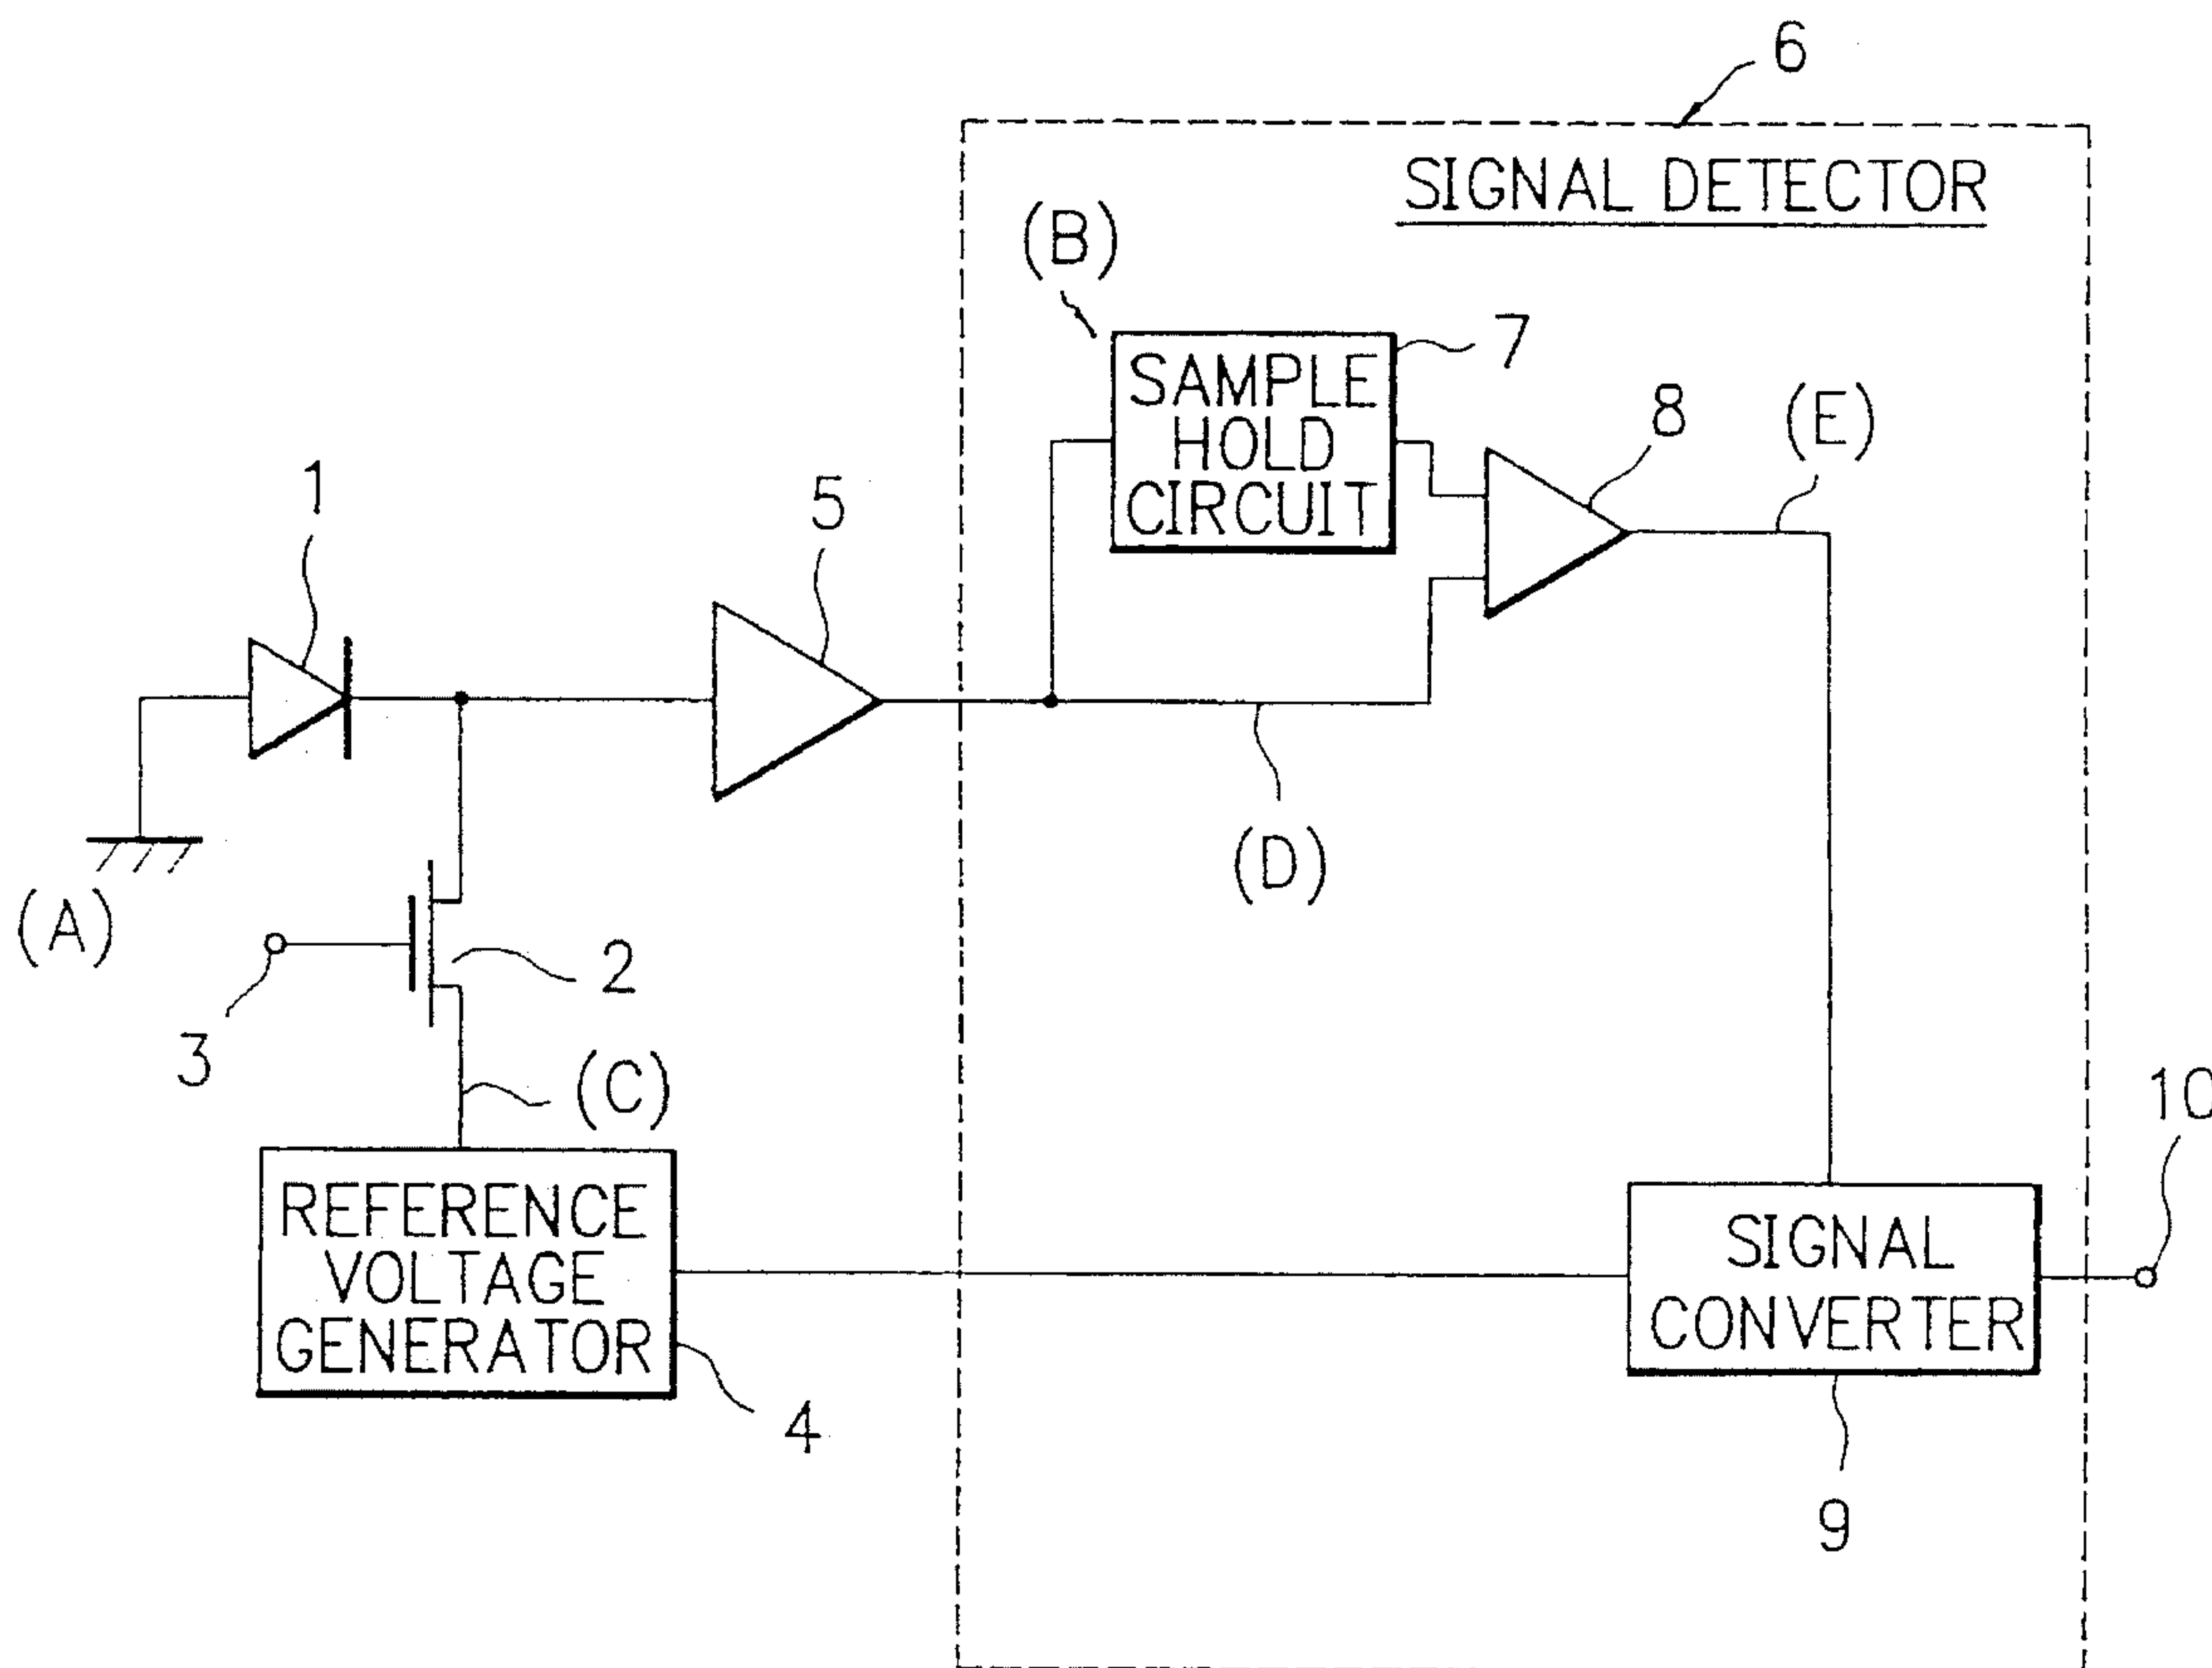 6
SIGNAL DETECTOR
(B)
7
SAMPLE
HOLD
CIRCUIT
8
(E)
1
5
(D)
(A)
2
3
(C)
10
REFERENCE
VOLTAGE
GENERATOR
SIGNAL
CONVERTER
4
9